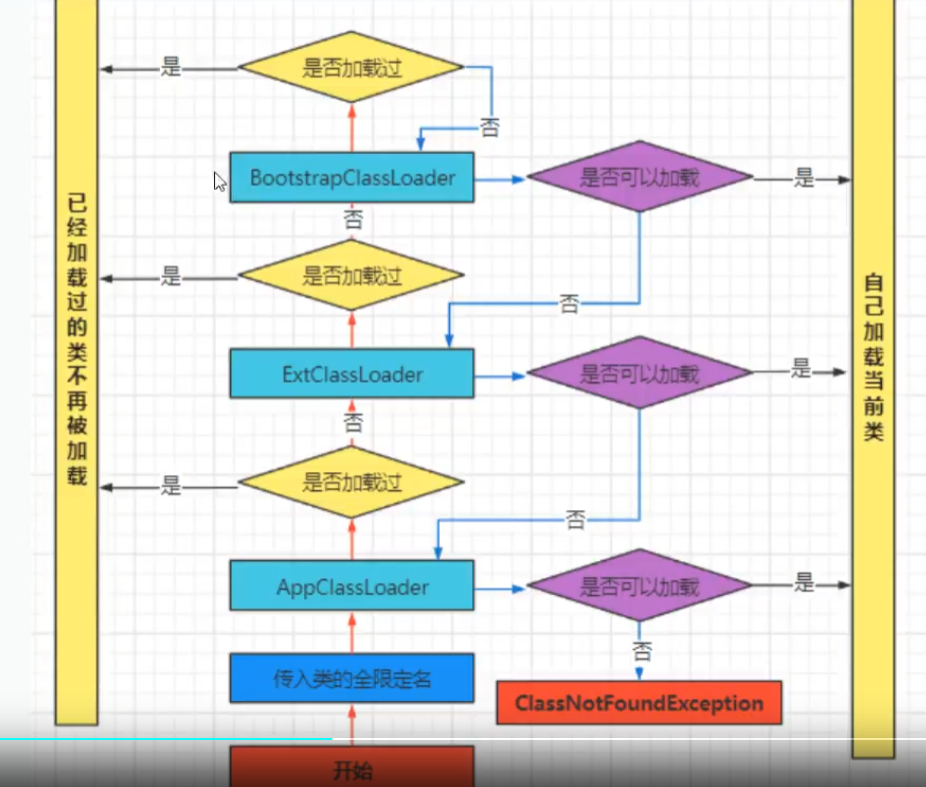 是否加载过
是
否
BootstrapClassLoader
是否可以加载
是
否
是否加载过
是
否
ExtClassLoader
是否可以加载
是
否
是否加载过
是
否
AppClassLoader
是否可以加载
是
否
传入类的全限定名
ClassNotFoundException
开始
已经加载过的类不再被加载
自己加载当前类